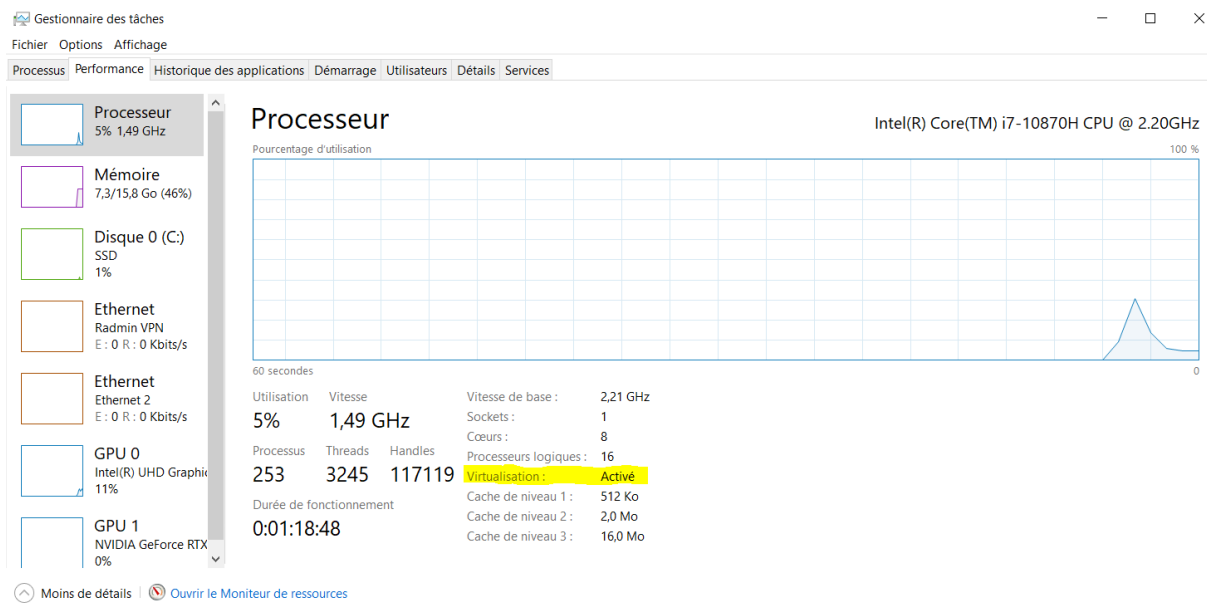 Gestionnaire des tâches
Fichier Options Affichage
Processus Performance Historique des applications Démarrage Utilisateurs Détails Services
Processeur
5% 1,49 GHz
Mémoire
7,3/15,8 Go (46%)
Disque 0 (C:)
SSD
1%
Ethernet
Radmin VPN
E : 0 R : 0 Kbits/s
Ethernet
Ethernet 2
E : 0 R : 0 Kbits/s
GPU 0
Intel(R) UHD Graphic
11%
GPU 1
NVIDIA GeForce RTX
0%
Processeur
Intel(R) Core(TM) i7-10870H CPU @ 2.20GHz
Pourcentage d'utilisation
100 %
60 secondes
0
Utilisation Vitesse
5% 1,49 GHz
Processus Threads Handles
253 3245 117119
Durée de fonctionnement
0:01:18:48
Vitesse de base : 2,21 GHz
Sockets : 1
Cœurs : 8
Processeurs logiques : 16
Virtualisation : Activé
Cache de niveau 1 : 512 Ko
Cache de niveau 2 : 2,0 Mo
Cache de niveau 3 : 16,0 Mo
Moins de détails
Ouvrir le Moniteur de ressources